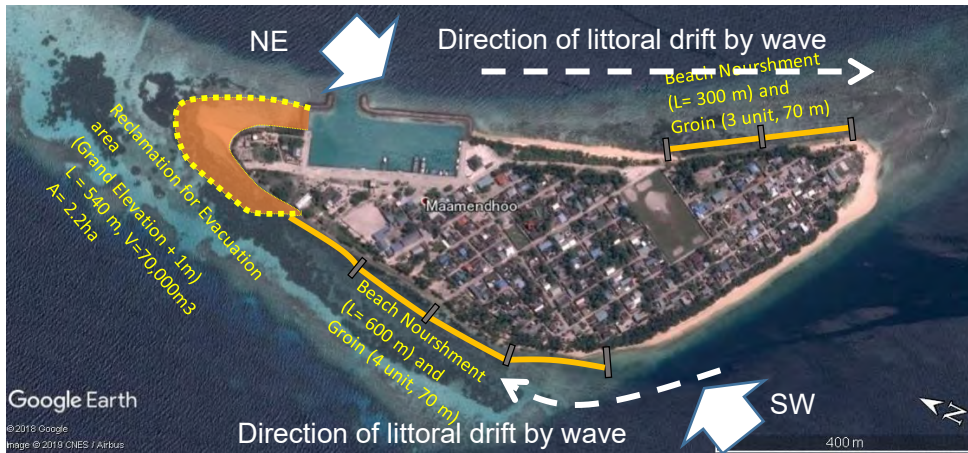 NE
Direction of littoral drift by wave
Beach Nourshment
(L= 300 m) and
Groin (3 unit, 70 m)
Reclamation for Evacuation
area
(Grand Elevation + 1m)
L = 540 m, V=70,000m3
A= 2.2ha
Maamendhoo
Beach Nourshment
(L= 600 m) and
Groin (4 unit, 70 m)
SW
Direction of littoral drift by wave
Google Earth
©2018 Google
Image © 2019 CNES / Airbus
N
400 m